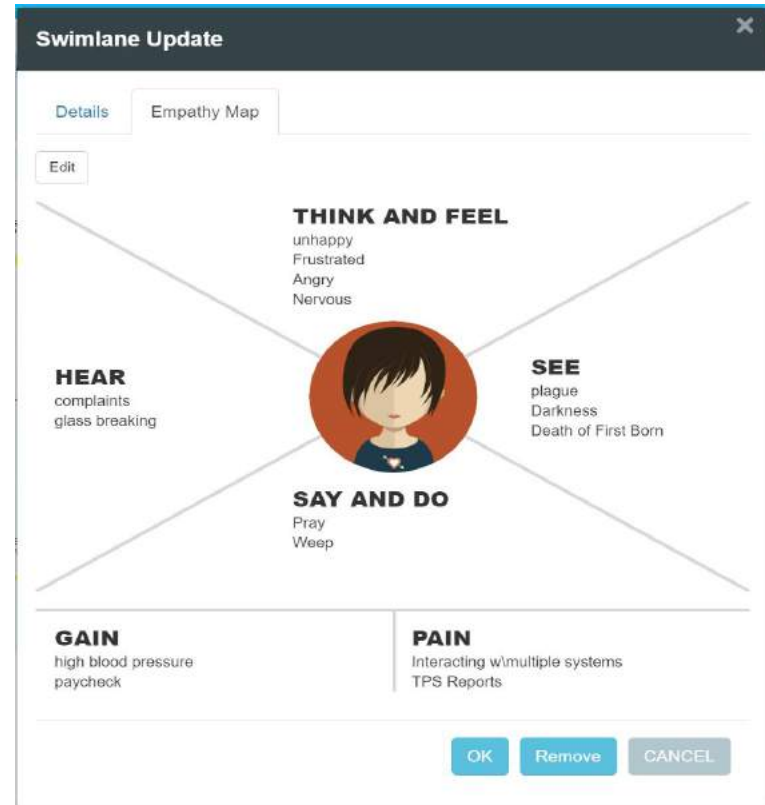 Swimlane Update
×
Details
Empathy Map
Edit
THINK AND FEEL
unhappy
Frustrated
Angry
Nervous
HEAR
complaints
glass breaking
SEE
plague
Darkness
Death of First Born
SAY AND DO
Pray
Weep
GAIN
high blood pressure
paycheck
PAIN
Interacting w\multiple systems
TPS Reports
OK
Remove
CANCEL